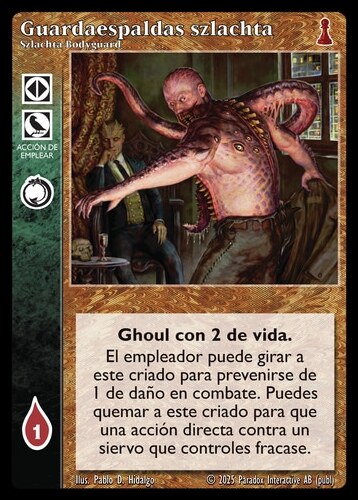 Guardaespaldas szlachta
Szlachta Bodyguard
ACCIÓN DE
EMPLEAR
Ghoul con 2 de vida.
El empleador puede girar a
este criado para prevenirse de
1 de daño en combate. Puedes
quemar a este criado para que
una acción directa contra un
siervo que controles fracase.
1
Illus. Pablo D. Hidalgo
© 2025 Paradox Interactive AB (publ)